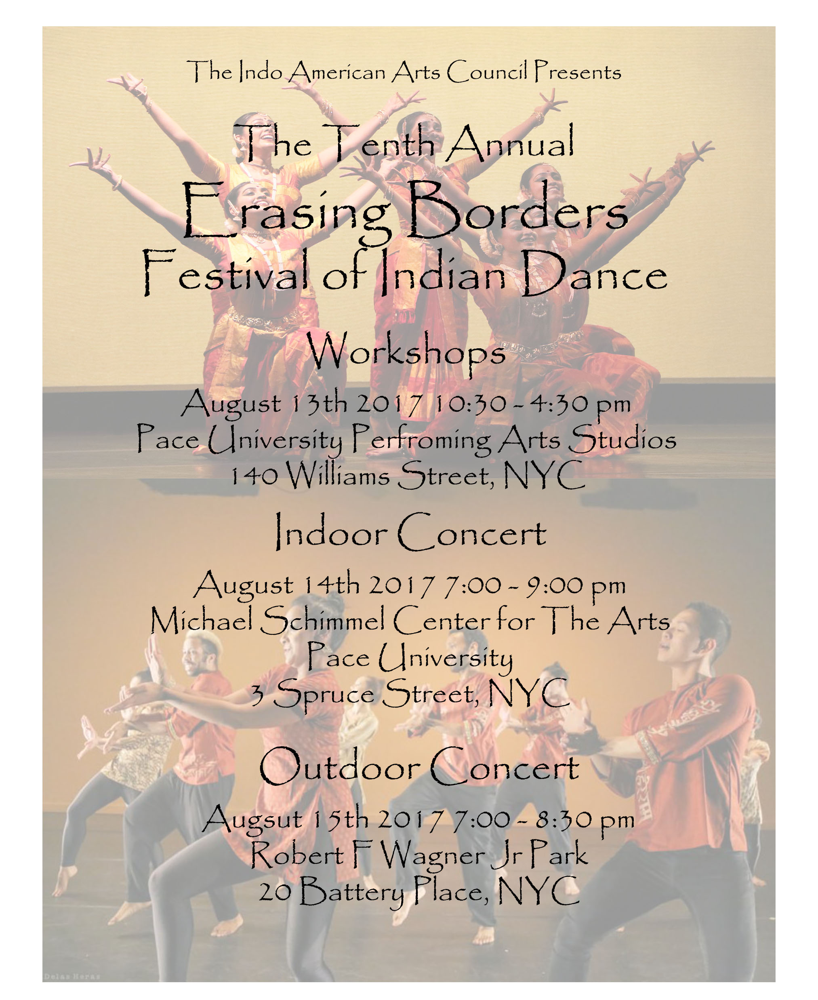 The Indo American Arts Council Presents
The Tenth Annual
Erasing Borders
Festival of Indian Dance
Workshops
August 13th 2017 10:30 - 4:30 pm
Pace University Perfroming Arts Studios
140 Williams Street, NYC
Indoor Concert
August 14th 2017 7:00 - 9:00 pm
Michael Schimmel Center for The Arts
Pace University
3 Spruce Street, NYC
Outdoor Concert
Augsut 15th 2017 7:00 - 8:30 pm
Robert F Wagner Jr Park
20 Battery Place, NYC
Delas Heras